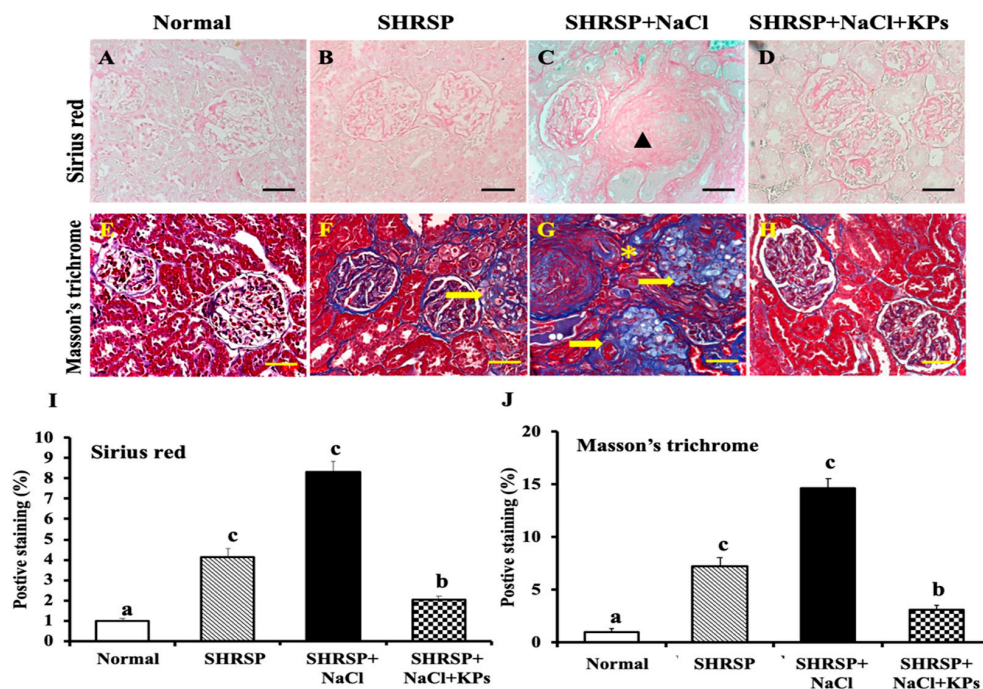 Normal SHRSP SHRSP+NaCl SHRSP+NaCl+KPs
Sirius red
A B C D
Masson's trichrome
E F G H
*
I
Postive staining (%)
10
9
8
7
6
5
4
3
2
1
0
Sirius red
a c c b
Normal SHRSP SHRSP+ SHRSP+
NaCl NaCl+KPs
J
Postive staining (%)
20
15
10
5
0
Masson's trichrome
a c c b
Normal SHRSP SHRSP+ SHRSP+
NaCl NaCl+KPs